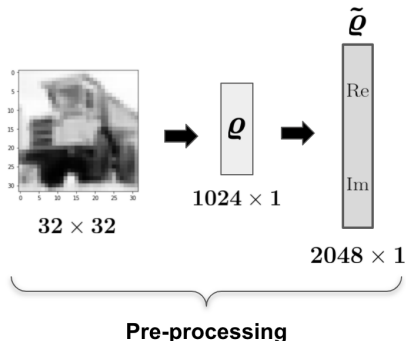 ϱ̃
0
5
10
15
20
25
30
0 5 10 15 20 25 30
32 × 32
ϱ
1024 × 1
Re
Im
2048 × 1
Pre-processing